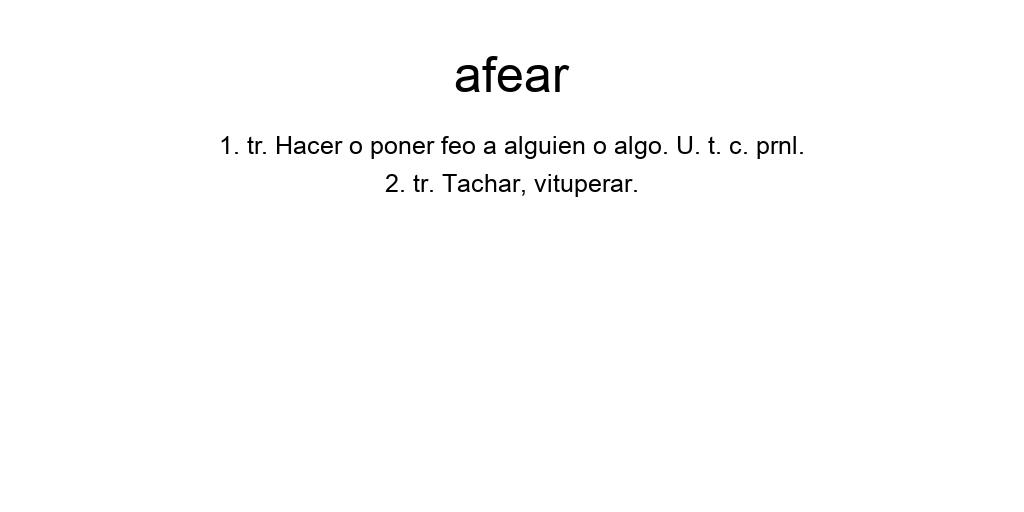 afear
1. tr. Hacer o poner feo a alguien o algo. U. t. c. prnl.
2. tr. Tachar, vituperar.